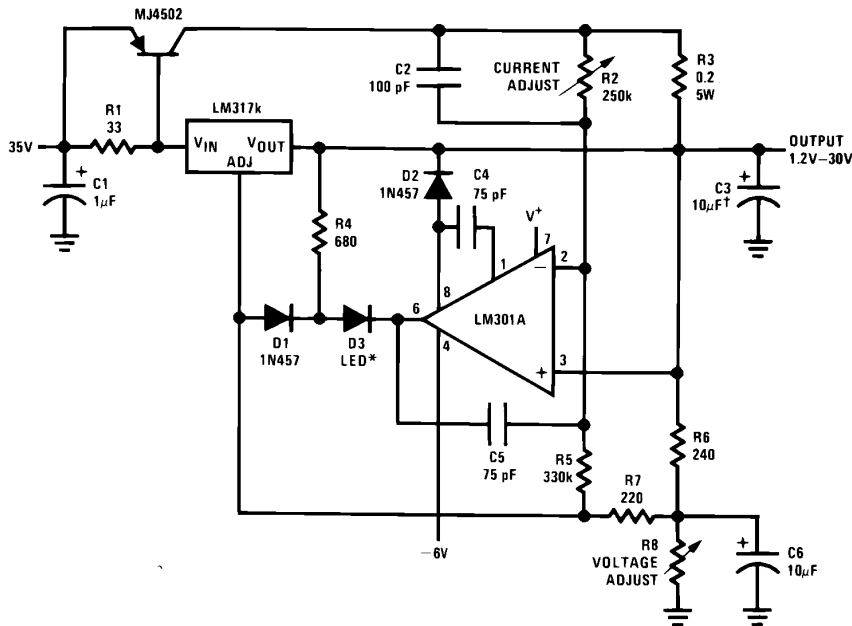 MJ4502
C2
100 pF
CURRENT
ADJUST
R2
250k
R3
0.2
5W
R1
33
LM317k
35V
VIN
VOUT
ADJ
OUTPUT
1.2V–30V
C1
1μF
D2
1N457
C4
75 pF
C3
10μF†
R4
680
V+
7
1
2
8
6
LM301A
4
3
D1
1N457
D3
LED*
C5
75 pF
R5
330k
R6
240
R7
220
R8
VOLTAGE
ADJUST
C6
10μF
−6V